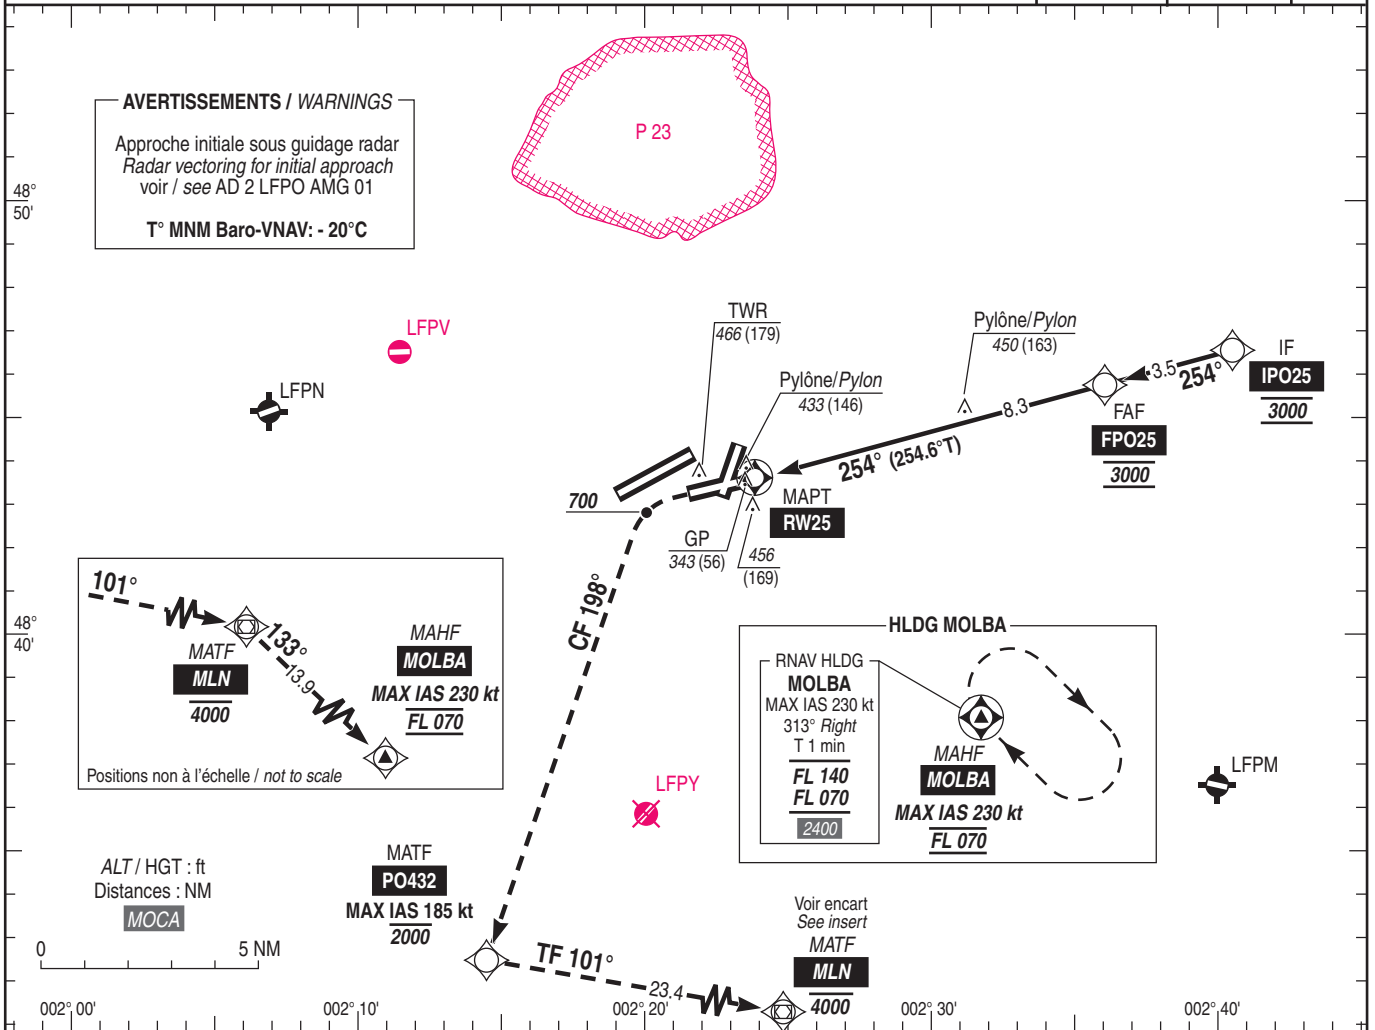 AVERTISSEMENTS / WARNINGS
Approche initiale sous guidage radar
Radar vectoring for initial approach
voir / see AD 2 LFPO AMG 01
T° MNM Baro-VNAV: - 20°C
P 23
48°
50'
LFPV
LFPN
TWR
466 (179)
Pylône/Pylon
433 (146)
Pylône/Pylon
450 (163)
IF
IPO25
3000
3.5
254°
FAF
FPO25
3000
8.3
254° (254.6°T)
MAPT
RW25
700
GP
343 (56)
456
(169)
CF 198°
48°
40'
101°
MATF
MLN
4000
133°
13.9
MAHF
MOLBA
MAX IAS 230 kt
FL 070
Positions non à l'échelle / not to scale
HLDG MOLBA
RNAV HLDG
MOLBA
MAX IAS 230 kt
313° Right
T 1 min
FL 140
FL 070
2400
MAHF
MOLBA
MAX IAS 230 kt
FL 070
LFPM
LFPY
ALT / HGT : ft
Distances : NM
MOCA
0 5 NM
MATF
PO432
MAX IAS 185 kt
2000
TF 101°
23.4
Voir encart
See insert
MATF
MLN
4000
002° 00' 002° 10' 002° 20' 002° 30' 002° 40'